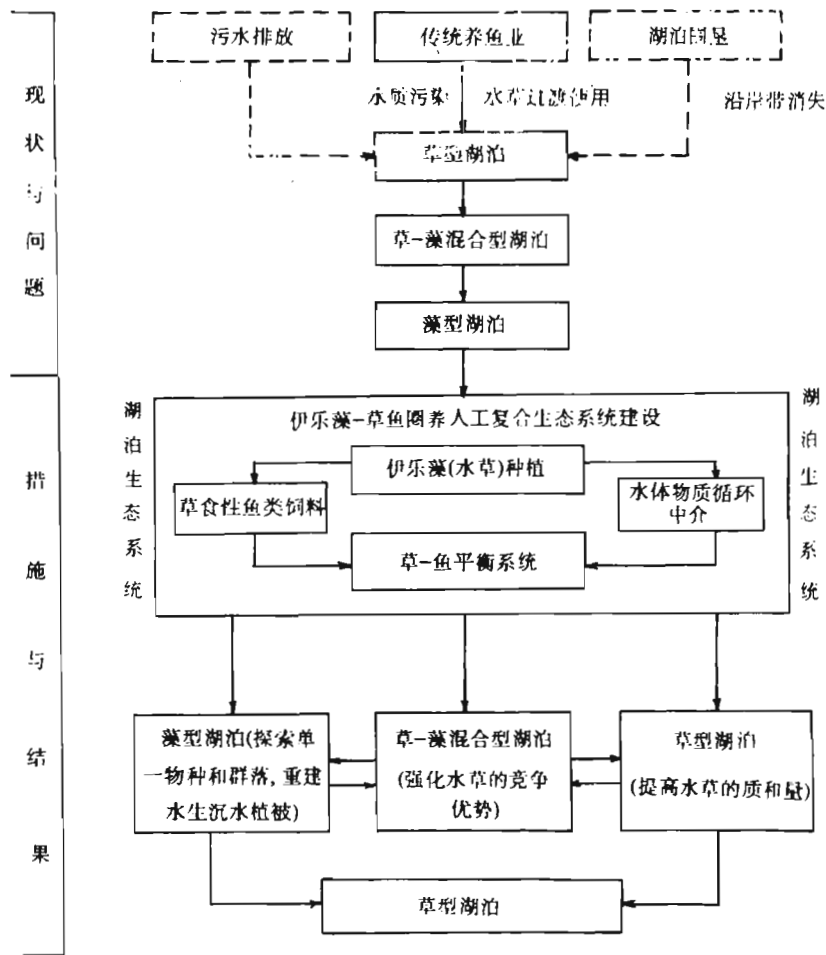 污水排放
传统养鱼业
湖泊围垦
水质污染
水草过渡使用
沿岸带消失
现状与问题
草型湖泊
草-藻混合型湖泊
藻型湖泊
湖泊生态系统
伊乐藻-草鱼圈养人工复合生态系统建设
湖泊生态系统
伊乐藻(水草)种植
草食性鱼类饲料
水体物质循环
中介
草-鱼平衡系统
措施与结果
藻型湖泊(探索单
一物种和群落,重建
水生沉水植被)
草-藻混合型湖泊
(强化水草的竞争
优势)
草型湖泊
(提高水草的质和量)
草型湖泊